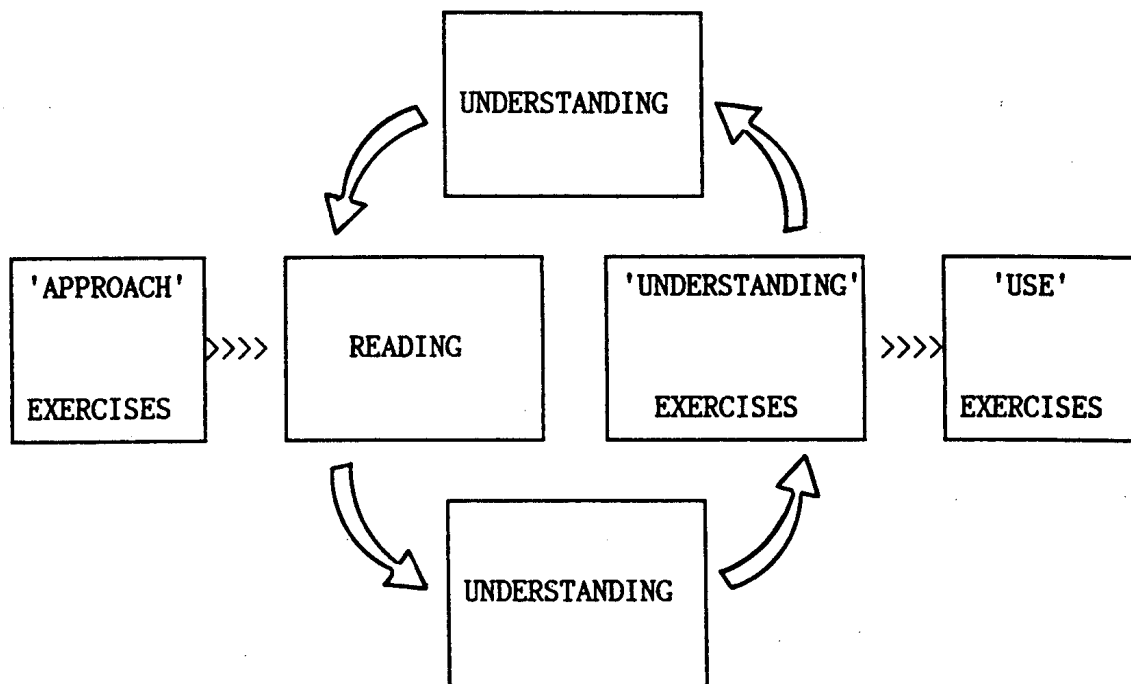 UNDERSTANDING
'APPROACH'
EXERCISES
>>>>
READING
'UNDERSTANDING'
EXERCISES
>>>>
'USE'
EXERCISES
UNDERSTANDING